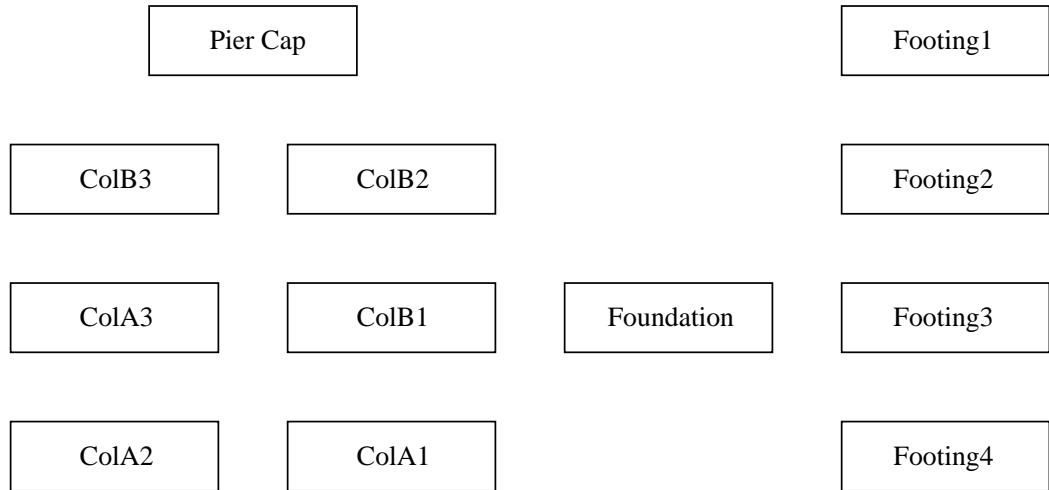 Pier Cap
Footing1
ColB3
ColB2
Footing2
ColA3
ColB1
Foundation
Footing3
ColA2
ColA1
Footing4